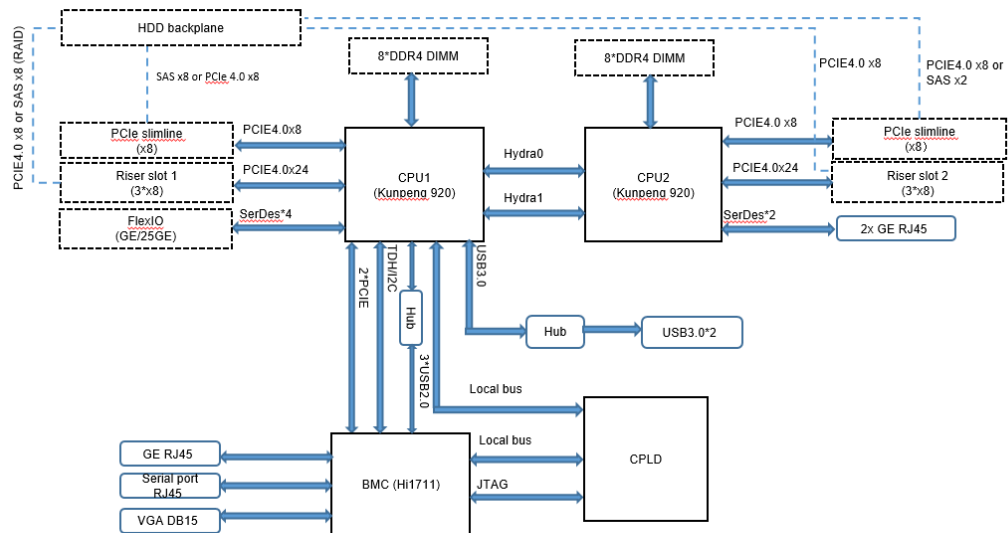 HDD backplane
8*DDR4 DIMM
8*DDR4 DIMM
PCIE4.0 x8 or SAS x8 (RAID)
SAS x8 or PCIe 4.0 x8
PCIE4.0 x8
PCIE4.0 x8 or
SAS x2
PCIe slimline
(x8)
PCIE4.0x8
CPU1
(Kunpeng 920)
Hydra0
CPU2
(Kunpeng 920)
PCIE4.0 x8
PCIe slimline
(x8)
Riser slot 1
(3*x8)
PCIE4.0x24
PCIE4.0x24
Riser slot 2
(3*x8)
FlexIO
(GE/25GE)
SerDes*4
Hydra1
SerDes*2
2x GE RJ45
2*PCIE
TDH/I2C
Hub
3*USB2.0
USB3.0
Hub
USB3.0*2
Local bus
GE RJ45
Serial port
RJ45
VGA DB15
BMC (Hi1711)
Local bus
JTAG
CPLD